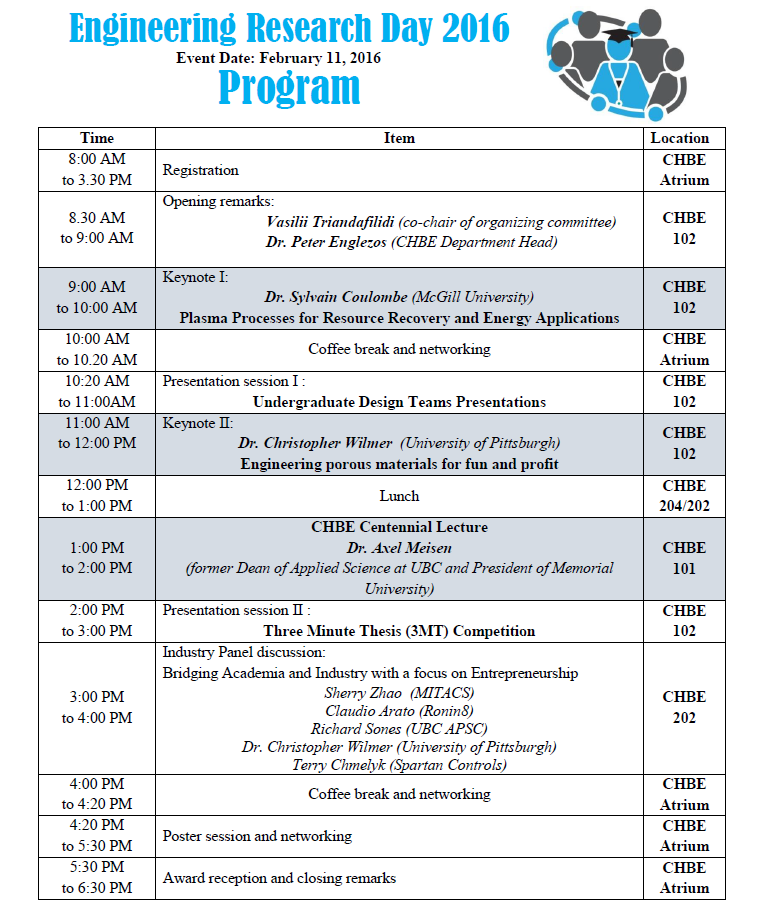 Engineering Research Day 2016
Event Date: February 11, 2016
Program
Time Item Location
8:00 AM
to 3.30 PM
Registration
CHBE
Atrium
8.30 AM
to 9:00 AM
Opening remarks:
Vasilii Triandafilidi (co-chair of organizing committee)
Dr. Peter Englezos (CHBE Department Head)
CHBE
102
9:00 AM
to 10:00 AM
Keynote I:
Dr. Sylvain Coulombe (McGill University)
Plasma Processes for Resource Recovery and Energy Applications
CHBE
102
10:00 AM
to 10.20 AM
Coffee break and networking
CHBE
Atrium
10:20 AM
to 11:00AM
Presentation session I :
Undergraduate Design Teams Presentations
CHBE
102
11:00 AM
to 12:00 PM
Keynote II:
Dr. Christopher Wilmer (University of Pittsburgh)
Engineering porous materials for fun and profit
CHBE
102
12:00 PM
to 1:00 PM
Lunch
CHBE
204/202
1:00 PM
to 2:00 PM
CHBE Centennial Lecture
Dr. Axel Meisen
(former Dean of Applied Science at UBC and President of Memorial
University)
CHBE
101
2:00 PM
to 3:00 PM
Presentation session II :
Three Minute Thesis (3MT) Competition
CHBE
102
3:00 PM
to 4:00 PM
Industry Panel discussion:
Bridging Academia and Industry with a focus on Entrepreneurship
Sherry Zhao (MITACS)
Claudio Arato (Ronin8)
Richard Sones (UBC APSC)
Dr. Christopher Wilmer (University of Pittsburgh)
Terry Chmelyk (Spartan Controls)
CHBE
202
4:00 PM
to 4:20 PM
Coffee break and networking
CHBE
Atrium
4:20 PM
to 5:30 PM
Poster session and networking
CHBE
Atrium
5:30 PM
to 6:30 PM
Award reception and closing remarks
CHBE
Atrium